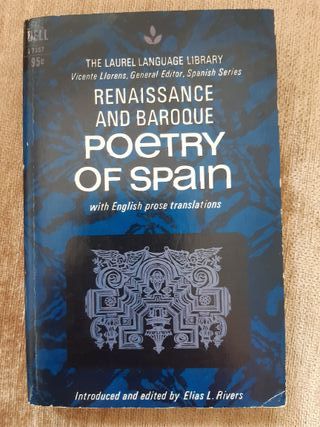 DELL
95¢
THE LAUREL LANGUAGE LIBRARY
Vicente Llorens, General Editor, Spanish Series
RENAISSANCE
AND BAROQUE
POETRY
OF SPAIN
with English prose translations
Introduced and edited by Elias L. Rivers